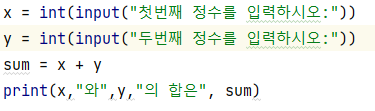 x = int(input("첫번째 정수를 입력하시오:"))
y = int(input("두번째 정수를 입력하시오:"))
sum = x + y
print(x,"와",y,"의 합은", sum)